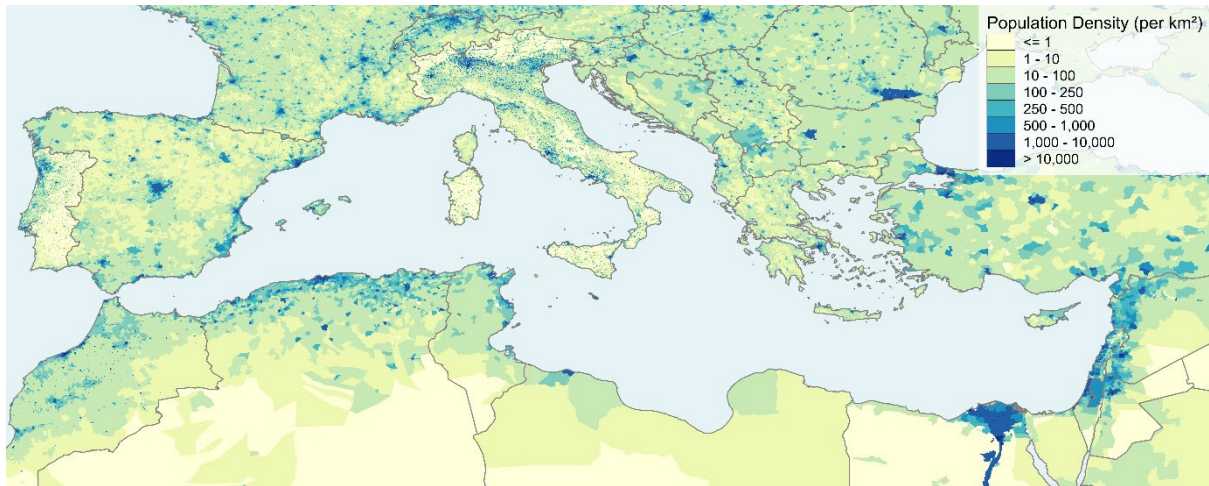 Population Density (per km²)
<= 1
1 - 10
10 - 100
100 - 250
250 - 500
500 - 1,000
1,000 - 10,000
> 10,000